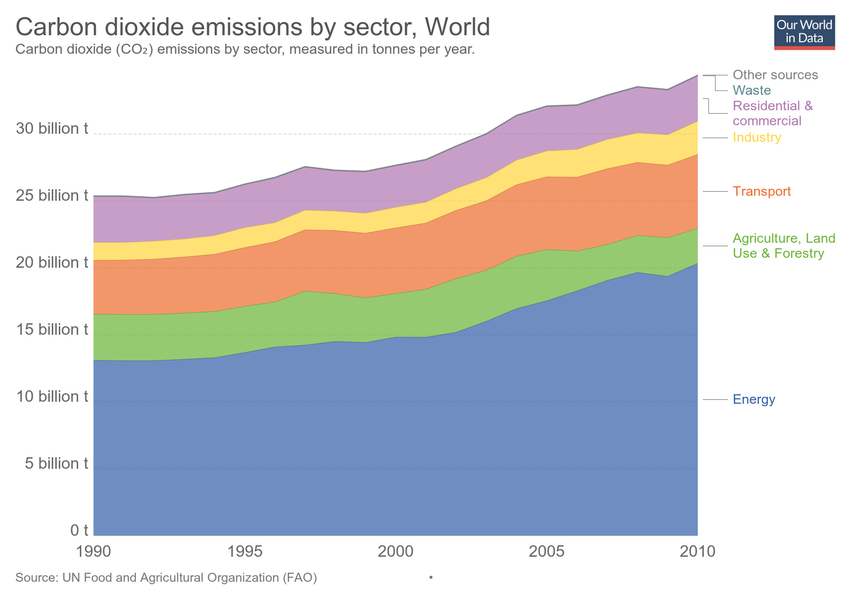 Carbon dioxide emissions by sector, World
Carbon dioxide (CO₂) emissions by sector, measured in tonnes per year.
Our World
in Data
30 billion t
25 billion t
20 billion t
15 billion t
10 billion t
5 billion t
0 t
1990
1995
2000
2005
2010
Other sources
Waste
Residential &
commercial
Industry
Transport
Agriculture, Land
Use & Forestry
Energy
Source: UN Food and Agricultural Organization (FAO)
•